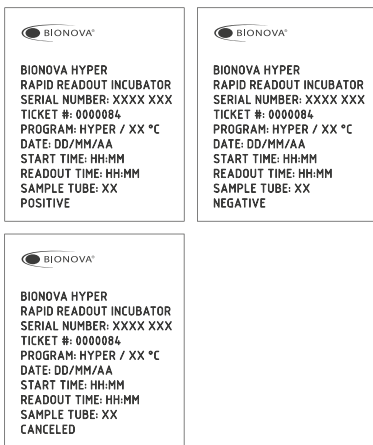 BIONOVA®
BIONOVA HYPER
RAPID READOUT INCUBATOR
SERIAL NUMBER: XXXX XXX
TICKET #: 0000084
PROGRAM: HYPER / XX °C
DATE: DD/MM/AA
START TIME: HH:MM
READOUT TIME: HH:MM
SAMPLE TUBE: XX
POSITIVE
BIONOVA®
BIONOVA HYPER
RAPID READOUT INCUBATOR
SERIAL NUMBER: XXXX XXX
TICKET #: 0000084
PROGRAM: HYPER / XX °C
DATE: DD/MM/AA
START TIME: HH:MM
READOUT TIME: HH:MM
SAMPLE TUBE: XX
NEGATIVE
BIONOVA®
BIONOVA HYPER
RAPID READOUT INCUBATOR
SERIAL NUMBER: XXXX XXX
TICKET #: 0000084
PROGRAM: HYPER / XX °C
DATE: DD/MM/AA
START TIME: HH:MM
READOUT TIME: HH:MM
SAMPLE TUBE: XX
CANCELED